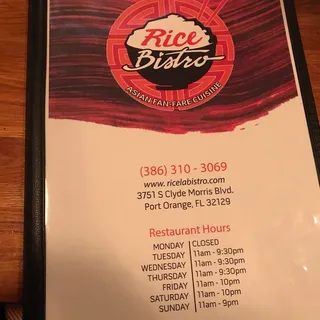 Rice
Bistro
ASIAN FAN-FARE CUISINE
(386) 310 - 3069
www. ricelabistro.com
3751 S Clyde Morris Blvd.
Port Orange, FL 32129
Restaurant Hours
MONDAY CLOSED
TUESDAY 11am - 9:30pm
WEDNESDAY 11am - 9:30pm
THURSDAY 11am - 9:30pm
FRIDAY 11am - 10pm
SATURDAY 11am - 10pm
SUNDAY 11am - 9pm